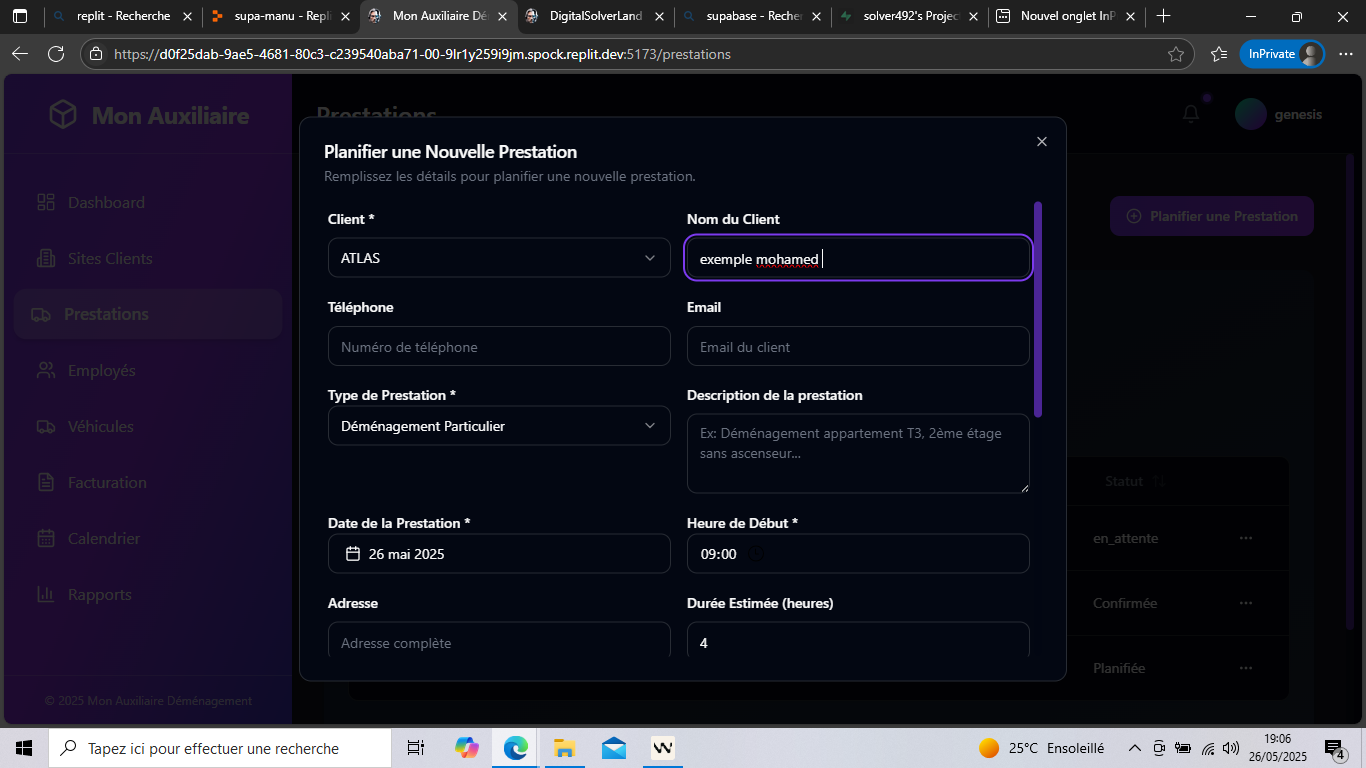 replit - Recherche
supa-manu - Repli
Mon Auxiliaire Dé
DigitalSolverLand
supabase - Recher
solver492's Project
Nouvel onglet InP
https://d0f25dab-9ae5-4681-80c3-c239540aba71-00-9lr1y259i9jm.spock.replit.dev:5173/prestations
InPrivate
Mon Auxiliaire
Prestations
genesis
Dashboard
Sites Clients
Prestations
Employés
Véhicules
Facturation
Calendrier
Rapports
© 2025 Mon Auxiliaire Déménagement
Planifier une Prestation
Statut
en_attente
Confirmée
Planifiée
Planifier une Nouvelle Prestation
Remplissez les détails pour planifier une nouvelle prestation.
Client * Nom du Client
ATLAS exemple mohamed
Téléphone Email
Numéro de téléphone Email du client
Type de Prestation * Description de la prestation
Déménagement Particulier Ex: Déménagement appartement T3, 2ème étage
sans ascenseur...
Date de la Prestation * Heure de Début *
26 mai 2025 09:00
Adresse Durée Estimée (heures)
Adresse complète 4
Tapez ici pour effectuer une recherche
25°C Ensoleillé
19:06
26/05/2025
4